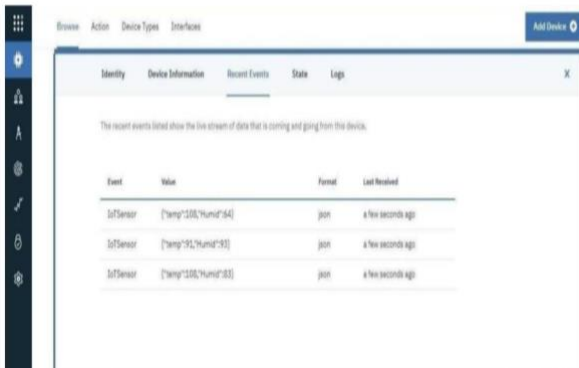 Browse Action Device Types Interfaces Add Device
Identity Device Information Recent Events State Logs X
The recent events listed show the live stream of data that is coming and going from this device.
Event Value Format Last Received
IoTSensor {"temp":108,"Humid":64} json a few seconds ago
IoTSensor {"temp":91,"Humid":93} json a few seconds ago
IoTSensor {"temp":108,"Humid":83} json a few seconds ago